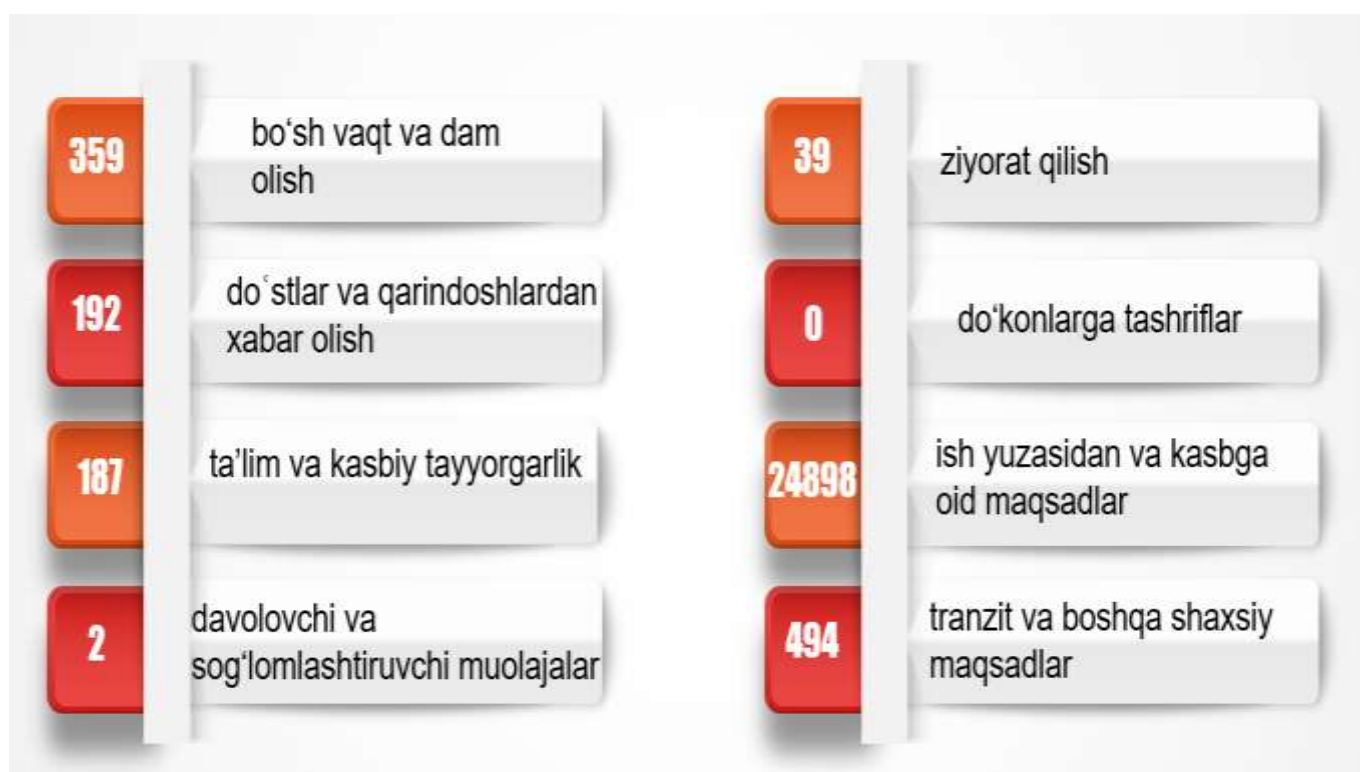 359
bo‘sh vaqt va dam
olish
192
do‘stlar va qarindoshlardan
xabar olish
187
ta’lim va kasbiy tayyorgarlik
2
davolovchi va
sog‘lomlashtiruvchi muolajalar
39
ziyorat qilish
0
do‘konlarga tashriflar
24898
ish yuzasidan va kasbga
oid maqsadlar
494
tranzit va boshqa shaxsiy
maqsadlar